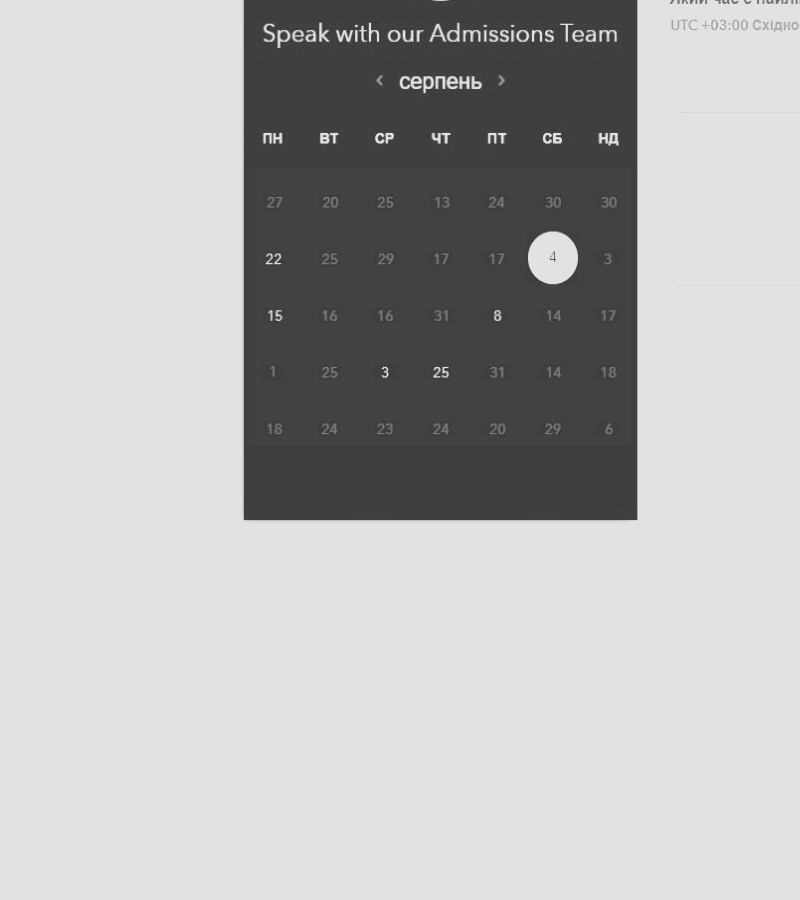 Speak with our Admissions Team
UTC +03:00 Східно
серпень
ПН ВТ СР ЧТ ПТ СБ НД
27 20 25 13 24 30 30
22 25 29 17 17 4 3
15 16 16 31 8 14 17
1 25 3 25 31 14 18
18 24 23 24 20 29 6